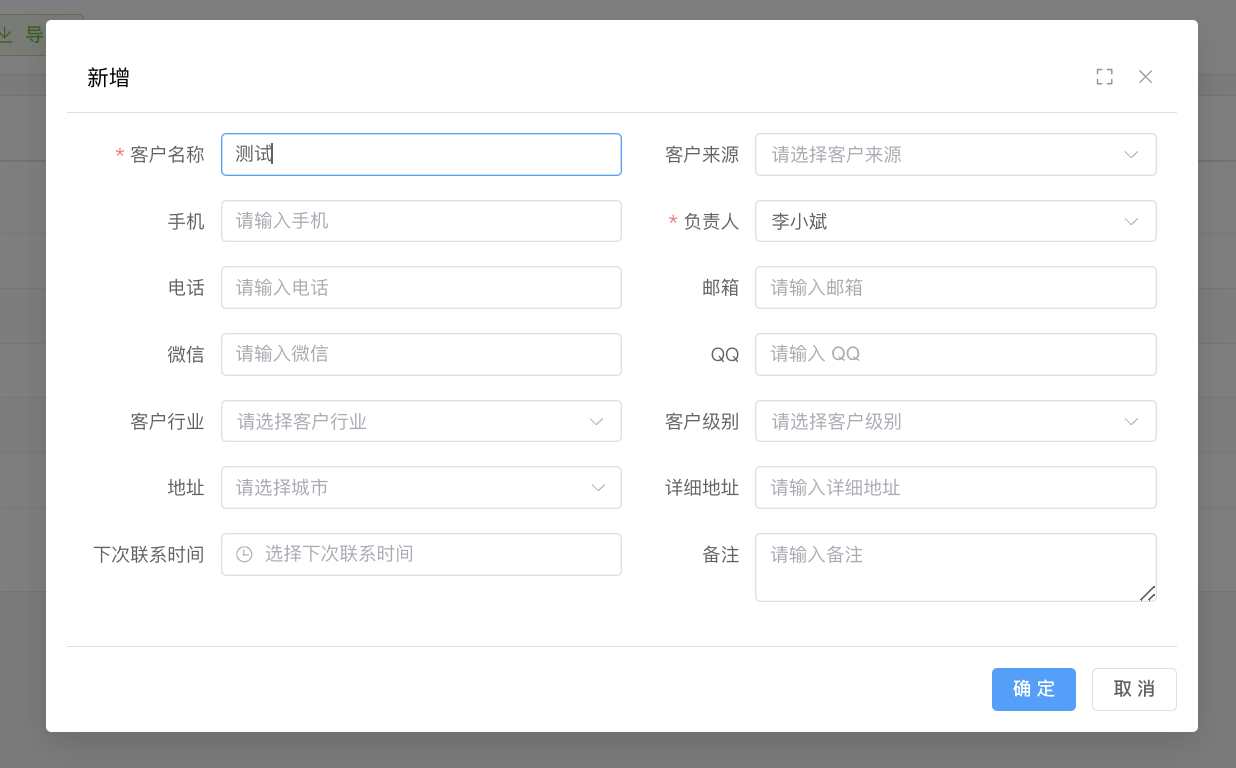 导
新增
* 客户名称 测试 客户来源 请选择客户来源
手机 请输入手机 * 负责人 李小斌
电话 请输入电话 邮箱 请输入邮箱
微信 请输入微信 QQ 请输入 QQ
客户行业 请选择客户行业 客户级别 请选择客户级别
地址 请选择城市 详细地址 请输入详细地址
下次联系时间 选择下次联系时间 备注 请输入备注
确 定 取 消